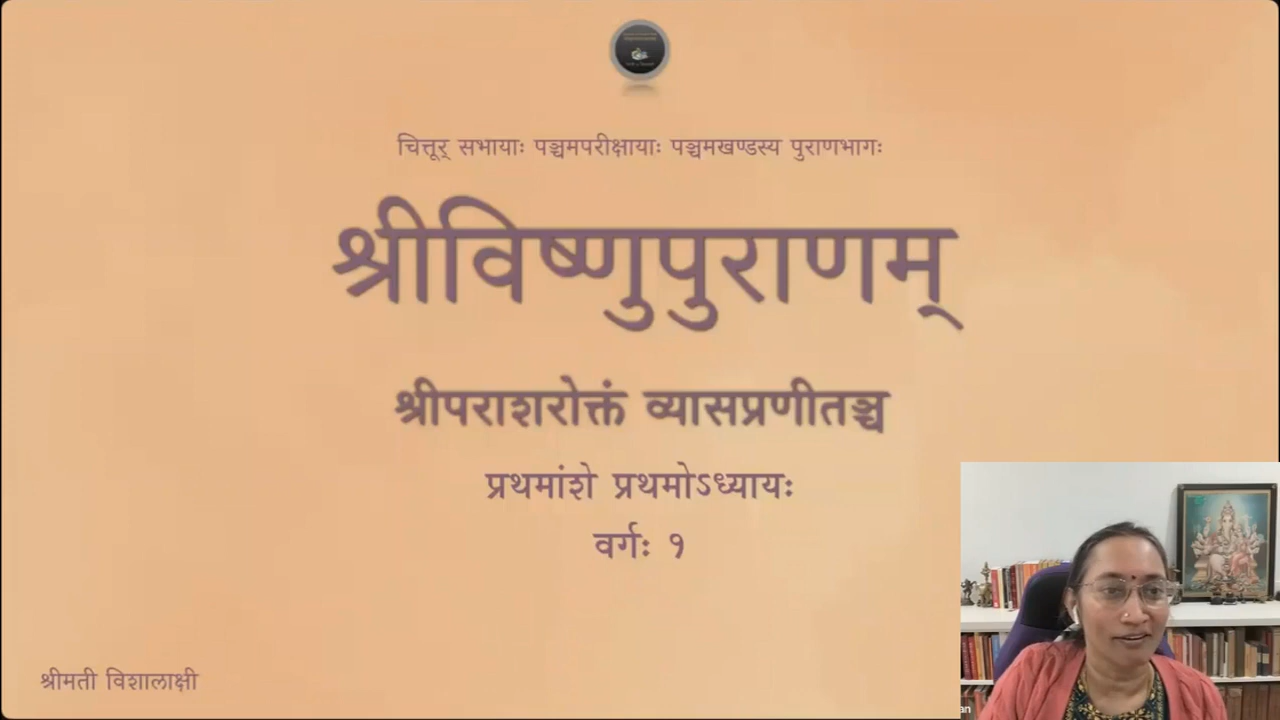 चित्तूर् सभायाः पञ्चमपरीक्षायाः पञ्चमखण्डस्य पुराणभागः
श्रीविष्णुपुराणम्
श्रीपराशरोक्तं व्यासप्रणीतञ्च
प्रथमांशे प्रथमोऽध्यायः
वर्गः १
श्रीमती विशालाक्षी
an